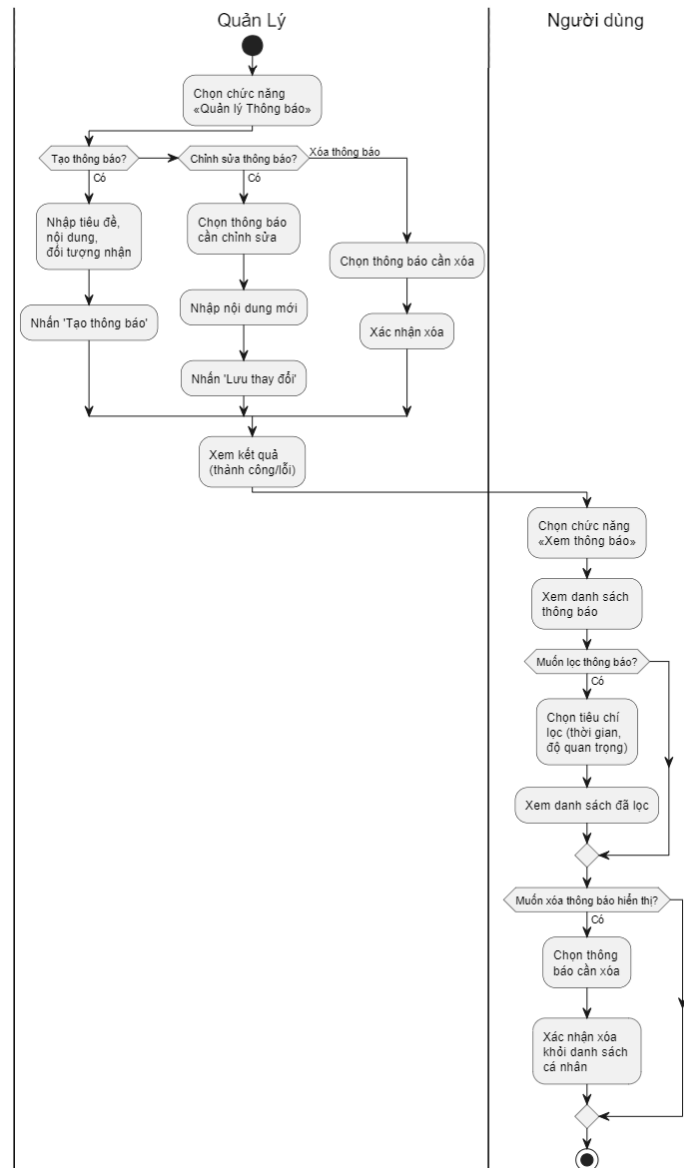 Quản Lý
Người dùng
Chọn chức năng
«Quản lý Thông báo»
Tạo thông báo?
Chỉnh sửa thông báo?
Xóa thông báo
Có
Có
Nhập tiêu đề,
nội dung,
đối tượng nhận
Chọn thông báo
cần chỉnh sửa
Chọn thông báo cần xóa
Nhấn 'Tạo thông báo'
Nhập nội dung mới
Xác nhận xóa
Nhấn 'Lưu thay đổi'
Xem kết quả
(thành công/lỗi)
Chọn chức năng
«Xem thông báo»
Xem danh sách
thông báo
Muốn lọc thông báo?
Có
Chọn tiêu chí
lọc (thời gian,
độ quan trọng)
Xem danh sách đã lọc
Muốn xóa thông báo hiển thị?
Có
Chọn thông
báo cần xóa
Xác nhận xóa
khỏi danh sách
cá nhân